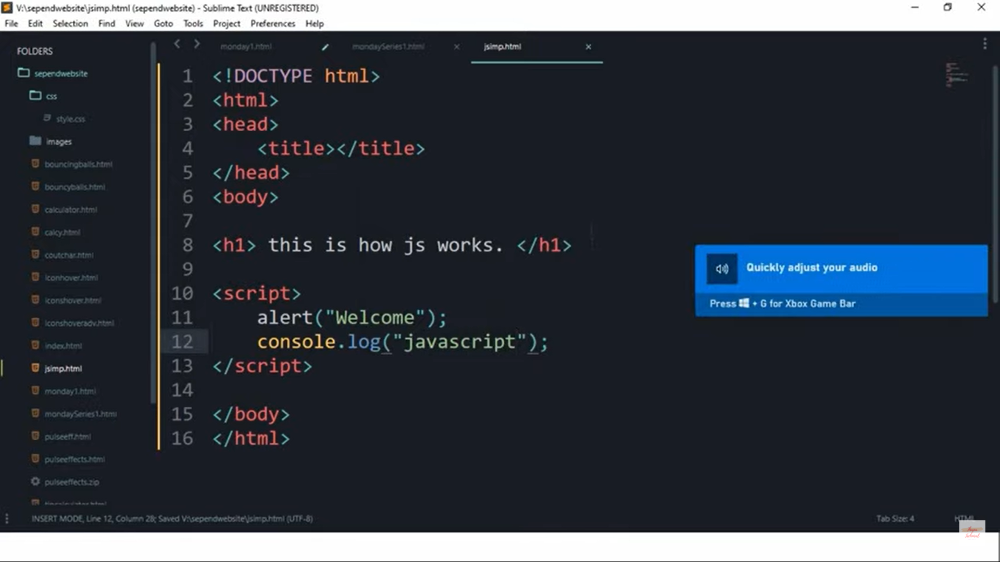 V:\sependwebsite\jsimp.html (sependwebsite) - Sublime Text (UNREGISTERED)
File Edit Selection Find View Goto Tools Project Preferences Help
FOLDERS
sependwebsite
css
style.css
images
bouncingballs.html
bouncyballs.html
calculator.html
calcy.html
coutchar.html
iconhover.html
iconshover.html
iconshoveradv.html
index.html
jsimp.html
monday1.html
mondaySeries1.html
pulseeff.html
pulseeffects.html
pulseeffects.zip
monday1.html mondaySeries1.html jsimp.html
1 <!DOCTYPE html>
2 <html>
3 <head>
4 <title></title>
5 </head>
6 <body>
7
8 <h1> this is how js works. </h1>
9
10 <script>
11 alert("Welcome");
12 console.log("javascript");
13 </script>
14
15 </body>
16 </html>
Quickly adjust your audio
Press + G for Xbox Game Bar
INSERT MODE, Line 12, Column 28; Saved V:\sependwebsite\jsimp.html (UTF-8)
Tab Size: 4 HTML